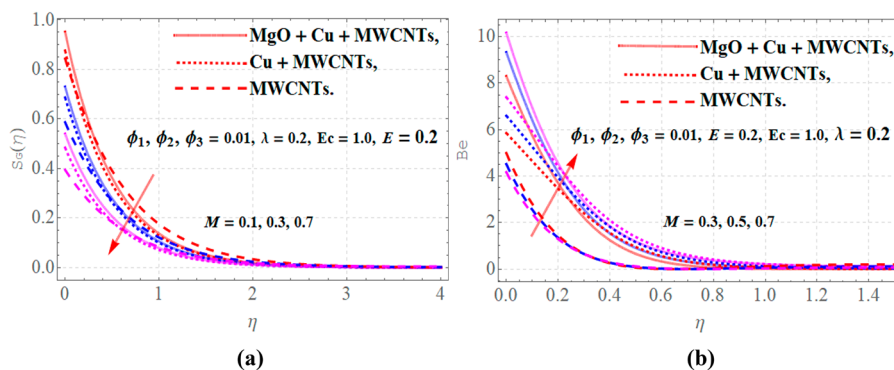 MgO + Cu + MWCNTs,
Cu + MWCNTs,
MWCNTs.
ϕ1, ϕ2, ϕ3 = 0.01, λ = 0.2, Ec = 1.0, E = 0.2
M = 0.1, 0.3, 0.7
SG(η)
1.0
0.8
0.6
0.4
0.2
0.0
0 1 2 3 4
η
(a)
MgO + Cu + MWCNTs,
Cu + MWCNTs,
MWCNTs.
ϕ1, ϕ2, ϕ3 = 0.01, E = 0.2, Ec = 1.0, λ = 0.2
M = 0.3, 0.5, 0.7
Be
10
8
6
4
2
0
0.0 0.2 0.4 0.6 0.8 1.0 1.2 1.4
η
(b)